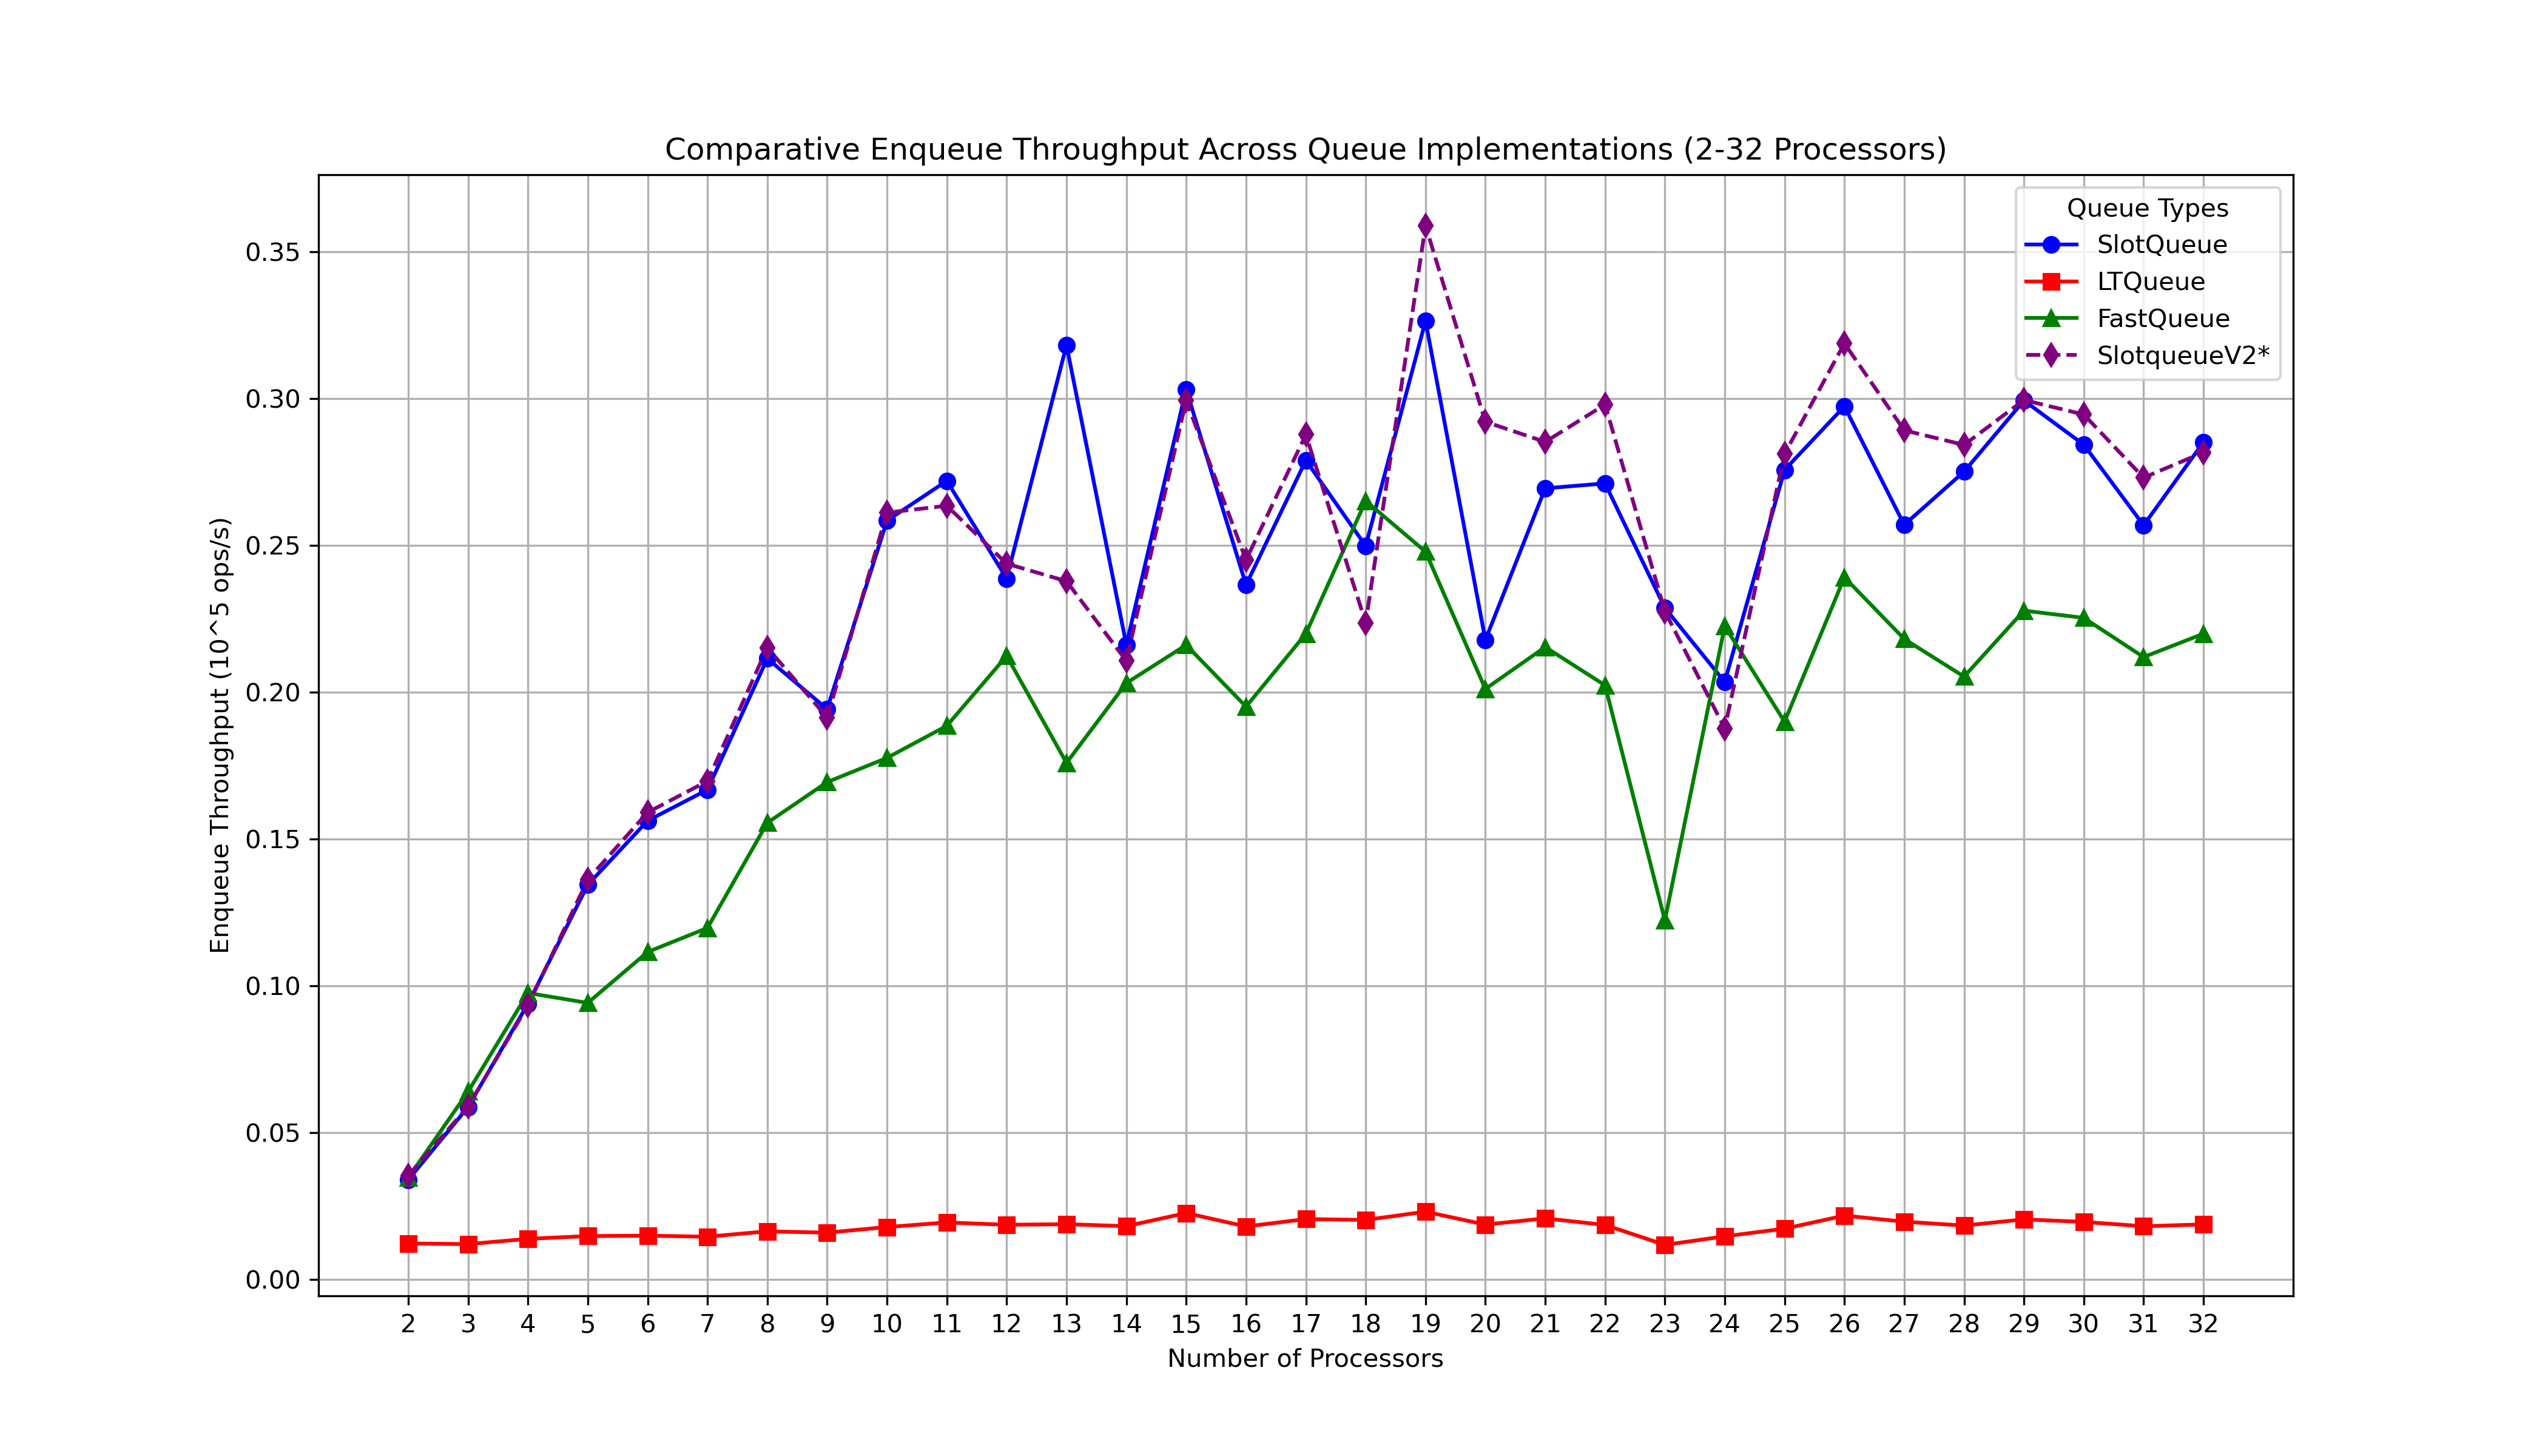 Comparative Enqueue Throughput Across Queue Implementations (2-32 Processors)
Queue Types
SlotQueue
LTQueue
FastQueue
SlotqueueV2*
Enqueue Throughput (10^5 ops/s)
0.35
0.30
0.25
0.20
0.15
0.10
0.05
0.00
2 3 4 5 6 7 8 9 10 11 12 13 14 15 16 17 18 19 20 21 22 23 24 25 26 27 28 29 30 31 32
Number of Processors